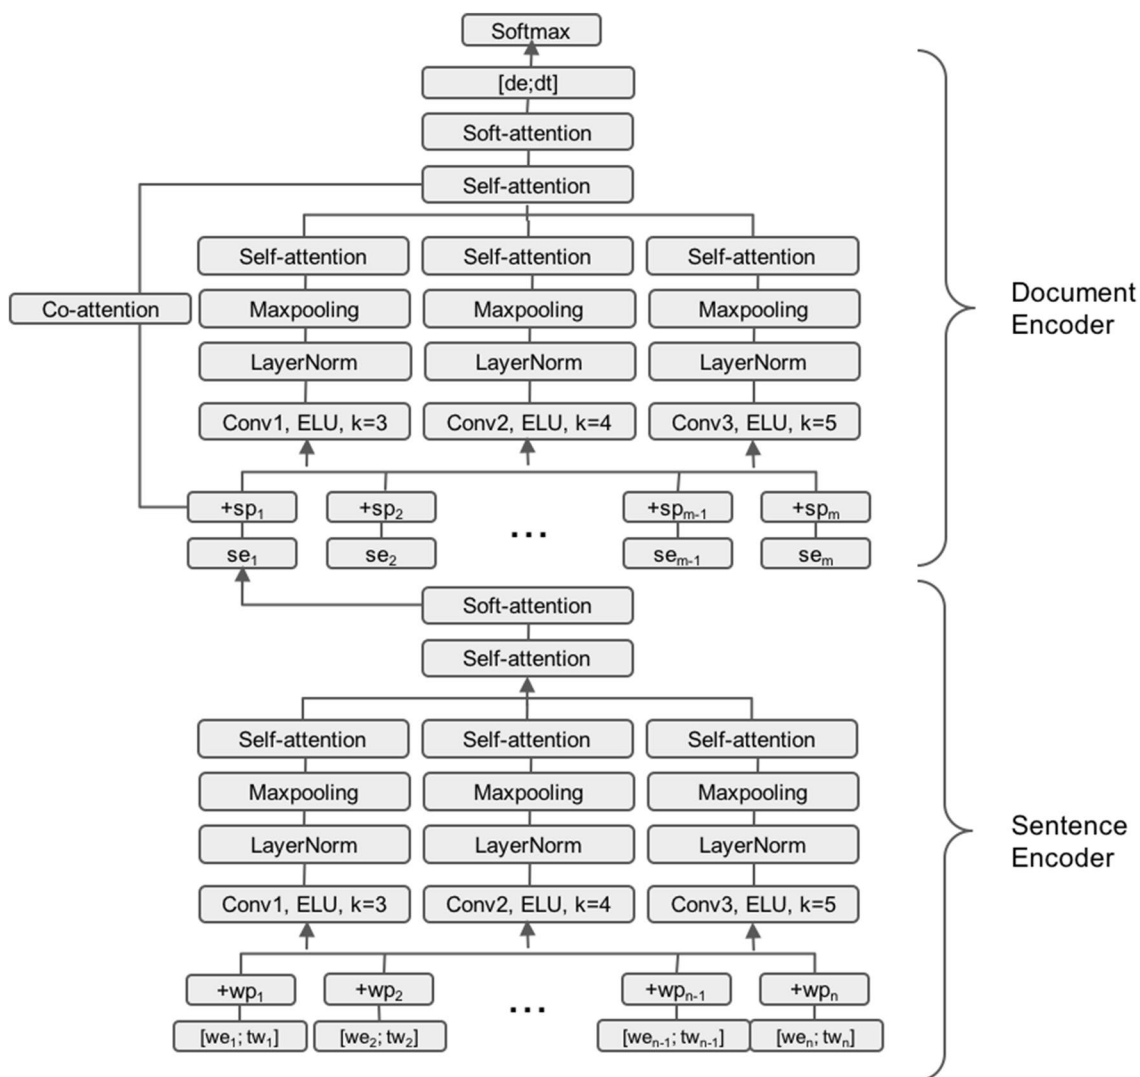 Softmax
[de;dt]
Soft-attention
Self-attention
Self-attention Self-attention Self-attention
Co-attention Maxpooling Maxpooling Maxpooling
Document
Encoder
LayerNorm LayerNorm LayerNorm
Conv1, ELU, k=3 Conv2, ELU, k=4 Conv3, ELU, k=5
+sp1 +sp2 ... +spm-1 +spm
se1 se2 sem-1 sem
Soft-attention
Self-attention
Self-attention Self-attention Self-attention
Maxpooling Maxpooling Maxpooling
Sentence
Encoder
LayerNorm LayerNorm LayerNorm
Conv1, ELU, k=3 Conv2, ELU, k=4 Conv3, ELU, k=5
+wp1 +wp2 ... +wpn-1 +wpn
[we1; tw1] [we2; tw2] [wen-1; twn-1] [wen; twn]